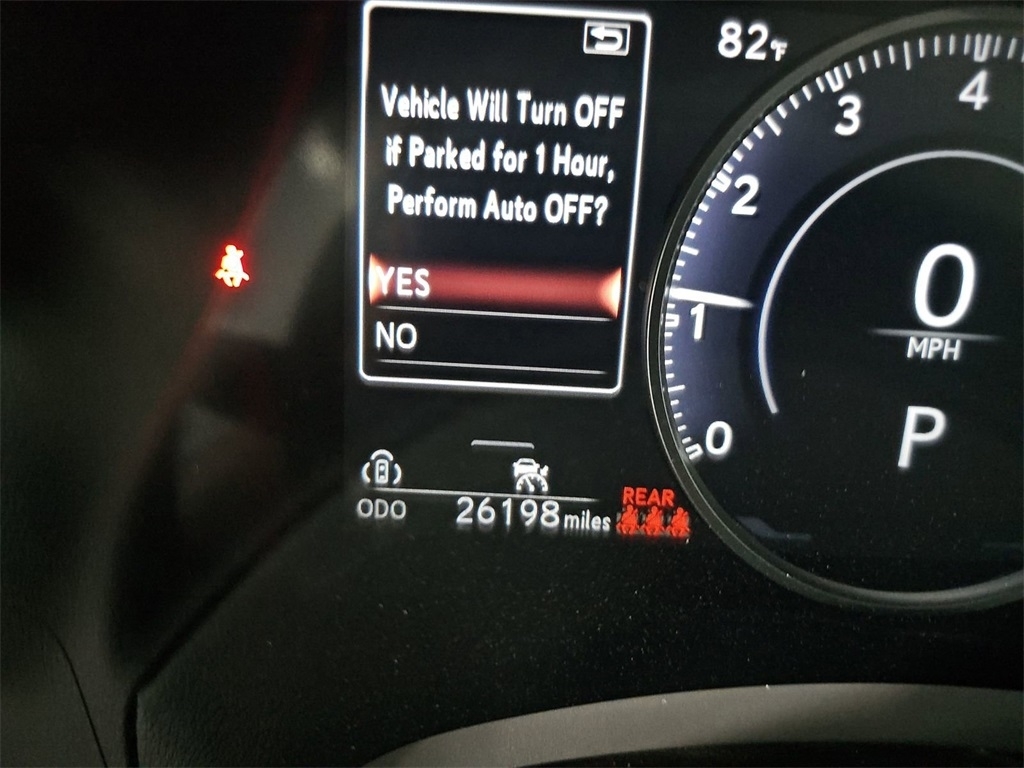 Vehicle Will Turn OFF
if Parked for 1 Hour,
Perform Auto OFF?
YES
NO
82°F
4
3
2
1
0
0
MPH
P
ODO 26198 miles
REAR